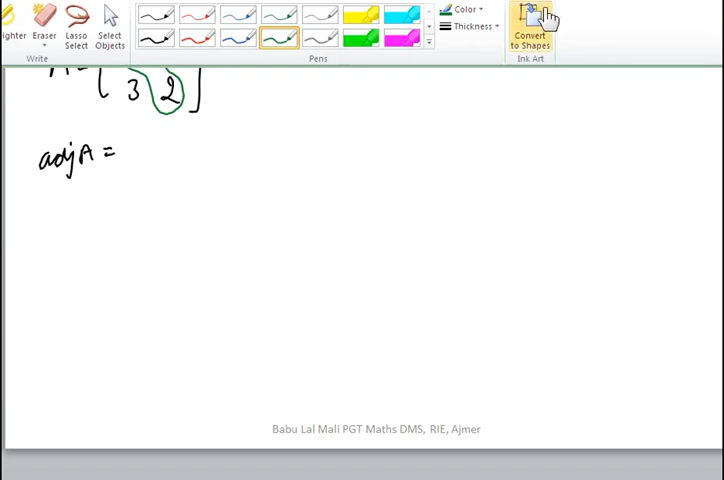 Color
ighter Eraser Lasso Select Select Objects
Thickness
Convert to Shapes
Write Pens Ink Art
3 2
adjA =
Babu Lal Mali PGT Maths DMS, RIE, Ajmer